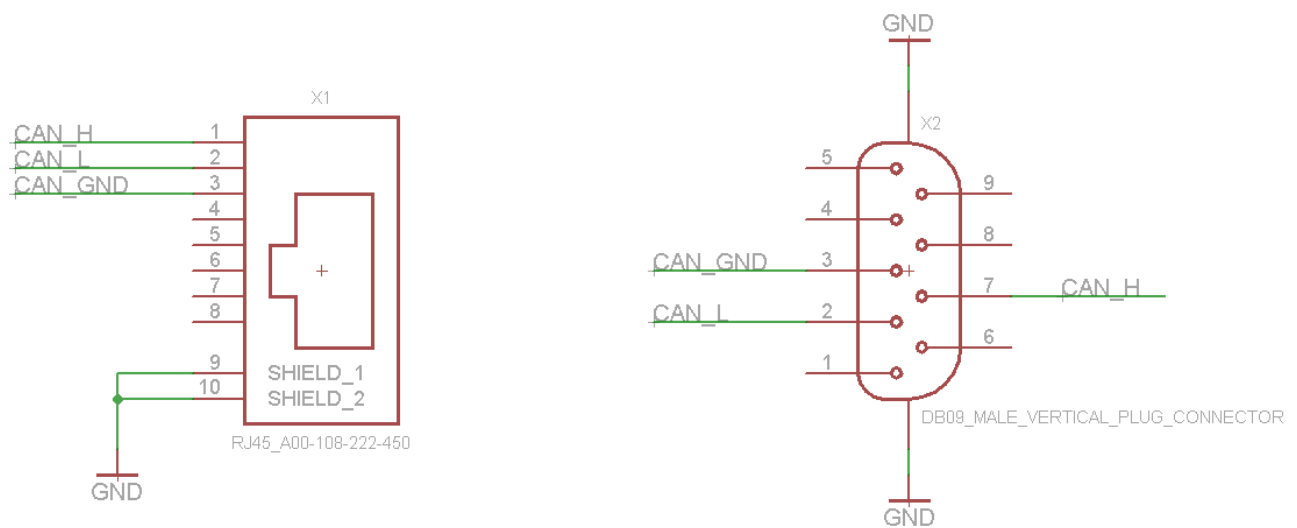 X1
CAN_H
1
CAN_L
2
CAN_GND
3
4
5
6
7
8
9
SHIELD_1
10
SHIELD_2
RJ45_A00-108-222-450
GND
GND
X2
5
9
4
8
CAN_GND
3
7
CAN_H
CAN_L
2
6
1
DB09_MALE_VERTICAL_PLUG_CONNECTOR
GND